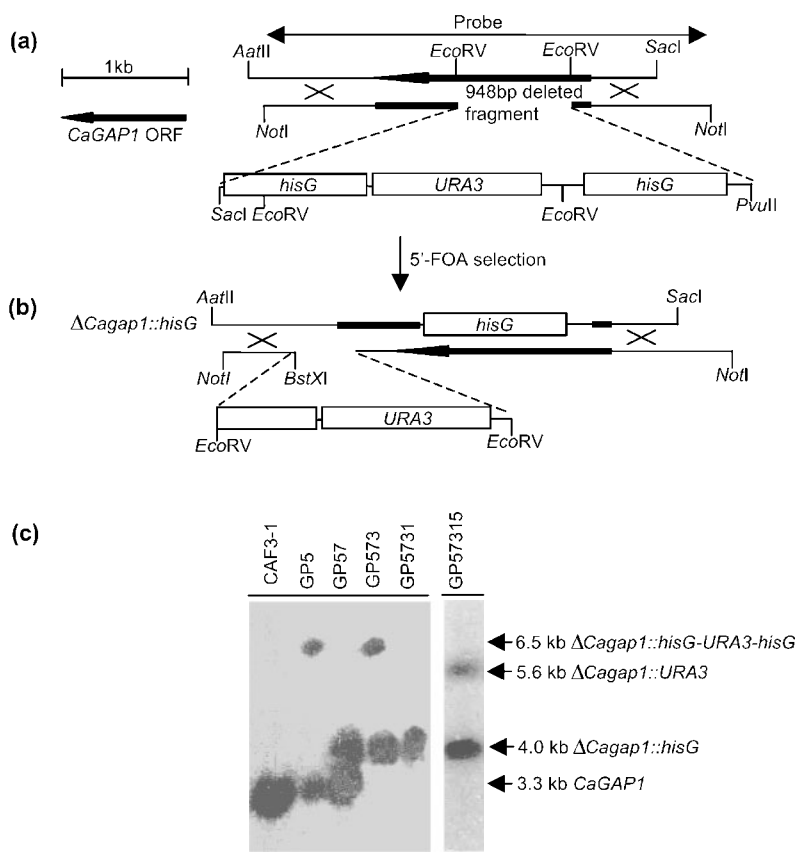 (a)
Probe
AatII
EcoRV
EcoRV
SacI
1kb
CaGAP1 ORF
948bp deleted
fragment
NotI
NotI
hisG
URA3
hisG
SacI
EcoRV
EcoRV
PvuII
5'-FOA selection
(b)
AatII
SacI
ΔCagap1::hisG
hisG
NotI
BstXI
NotI
URA3
EcoRV
EcoRV
(c)
CAF3-1
GP5
GP57
GP573
GP5731
GP57315
6.5 kb ΔCagap1::hisG-URA3-hisG
5.6 kb ΔCagap1::URA3
4.0 kb ΔCagap1::hisG
3.3 kb CaGAP1